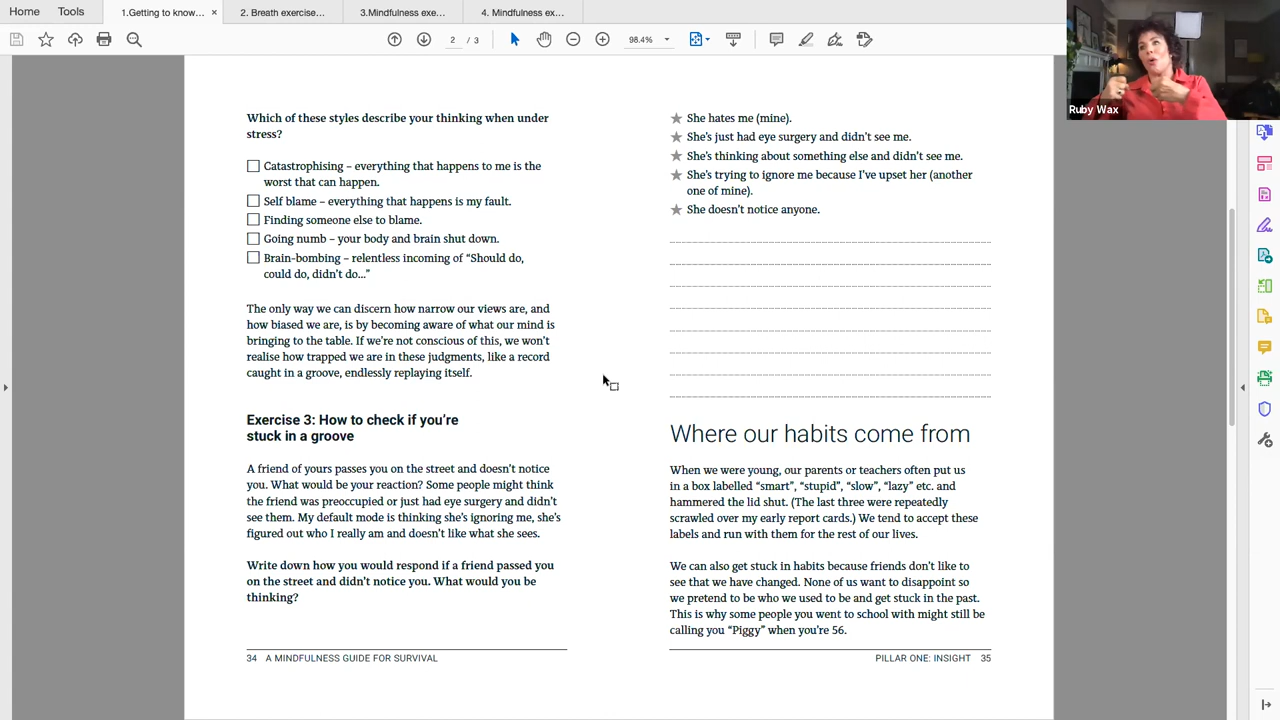 Home
Tools
1.Getting to know... ×
2. Breath exercise...
3.Mindfulness exe...
4. Mindfulness ex...
2 / 3
98.4%
Ruby Wax
Which of these styles describe your thinking when under
stress?
Catastrophising – everything that happens to me is the
worst that can happen.
Self blame – everything that happens is my fault.
Finding someone else to blame.
Going numb – your body and brain shut down.
Brain-bombing – relentless incoming of “Should do,
could do, didn’t do...”
The only way we can discern how narrow our views are, and
how biased we are, is by becoming aware of what our mind is
bringing to the table. If we’re not conscious of this, we won’t
realise how trapped we are in these judgments, like a record
caught in a groove, endlessly replaying itself.
Exercise 3: How to check if you’re
stuck in a groove
A friend of yours passes you on the street and doesn’t notice
you. What would be your reaction? Some people might think
the friend was preoccupied or just had eye surgery and didn’t
see them. My default mode is thinking she’s ignoring me, she’s
figured out who I really am and doesn’t like what she sees.
Write down how you would respond if a friend passed you
on the street and didn’t notice you. What would you be
thinking?
34 A MINDFULNESS GUIDE FOR SURVIVAL
She hates me (mine).
She’s just had eye surgery and didn’t see me.
She’s thinking about something else and didn’t see me.
She’s trying to ignore me because I’ve upset her (another
one of mine).
She doesn’t notice anyone.
Where our habits come from
When we were young, our parents or teachers often put us
in a box labelled “smart”, “stupid”, “slow”, “lazy” etc. and
hammered the lid shut. (The last three were repeatedly
scrawled over my early report cards.) We tend to accept these
labels and run with them for the rest of our lives.
We can also get stuck in habits because friends don’t like to
see that we have changed. None of us want to disappoint so
we pretend to be who we used to be and get stuck in the past.
This is why some people you went to school with might still be
calling you “Piggy” when you’re 56.
PILLAR ONE: INSIGHT 35